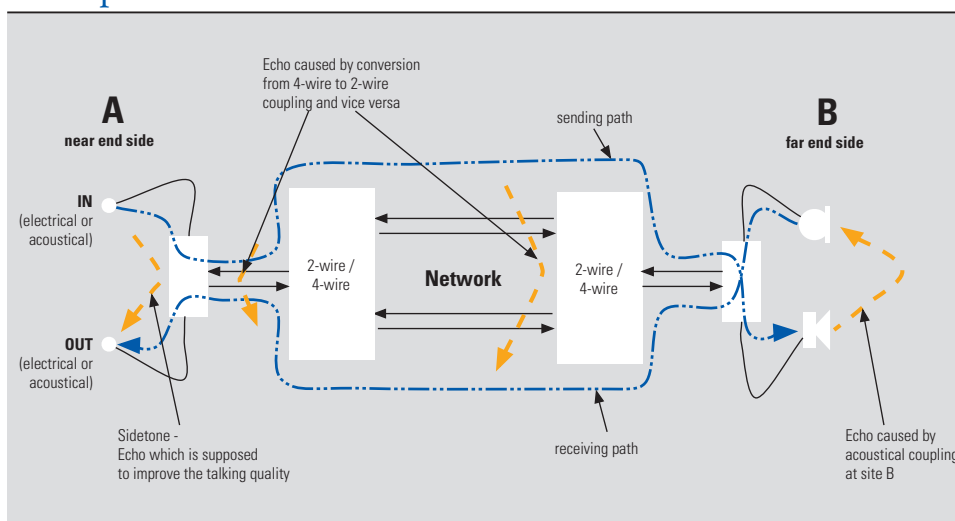 Echo caused by conversion
from 4-wire to 2-wire
coupling and vice versa
A
near end side
sending path
B
far end side
IN
(electrical or
acoustical)
2-wire /
4-wire
Network
2-wire /
4-wire
OUT
(electrical or
acoustical)
Sidetone -
Echo which is supposed
to improve the talking quality
receiving path
Echo caused by
acoustical coupling
at site B